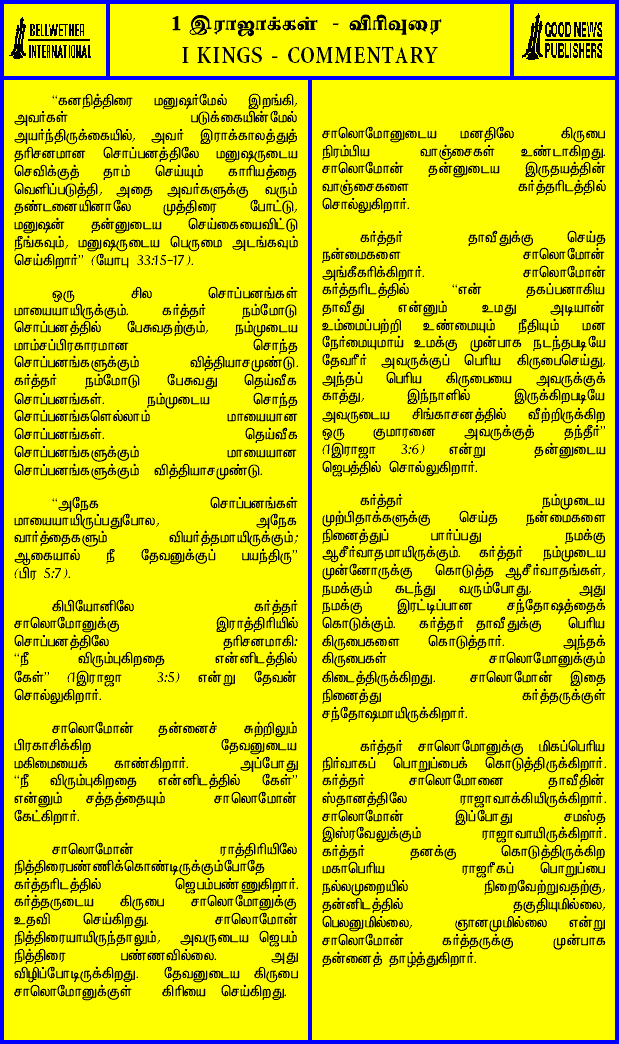 BELLWETHER
INTERNATIONAL
1 இராஜாக்கள் - விரிவுரை
I KINGS - COMMENTARY
GOOD NEWS
PUBLISHERS
“கனநித்திரை மனுஷர்மேல் இறங்கி,
அவர்கள் படுக்கையின்மேல்
அயர்ந்திருக்கையில், அவர் இராக்காலத்துத்
தரிசனமான சொப்பனத்திலே மனுஷருடைய
செவிக்குத் தாம் செய்யும் காரியத்தை
வெளிப்படுத்தி, அதை அவர்களுக்கு வரும்
தண்டனையினாலே முத்திரை போட்டு,
மனுஷன் தன்னுடைய செய்கையைவிட்டு
நீங்கவும், மனுஷருடைய பெருமை அடங்கவும்
செய்கிறார்” (யோபு 33:15-17).
ஒரு சில சொப்பனங்கள்
மாயையாயிருக்கும். கர்த்தர் நம்மோடு
சொப்பனத்தில் பேசுவதற்கும், நம்முடைய
மாம்சப்பிரகாரமான சொந்த
சொப்பனங்களுக்கும் வித்தியாசமுண்டு.
கர்த்தர் நம்மோடு பேசுவது தெய்வீக
சொப்பனங்கள். நம்முடைய சொந்த
சொப்பனங்களெல்லாம் மாயையான
சொப்பனங்கள். தெய்வீக
சொப்பனங்களுக்கும் மாயையான
சொப்பனங்களுக்கும் வித்தியாசமுண்டு.
“அநேக சொப்பனங்கள்
மாயையாயிருப்பதுபோல, அநேக
வார்த்தைகளும் வியர்த்தமாயிருக்கும்;
ஆகையால் நீ தேவனுக்குப் பயந்திரு”
(பிர 5:7).
கிபியோனிலே கர்த்தர்
சாலொமோனுக்கு இராத்திரியில்
சொப்பனத்திலே தரிசனமாகி:
“நீ விரும்புகிறதை என்னிடத்தில்
கேள்” (1இராஜா 3:5) என்று தேவன்
சொல்லுகிறார்.
சாலொமோன் தன்னைச் சுற்றிலும்
பிரகாசிக்கிற தேவனுடைய
மகிமையைக் காண்கிறார். அப்போது
“நீ விரும்புகிறதை என்னிடத்தில் கேள்”
என்னும் சத்தத்தையும் சாலொமோன்
கேட்கிறார்.
சாலொமோன் ராத்திரியிலே
நித்திரைபண்ணிக்கொண்டிருக்கும்போதே
கர்த்தரிடத்தில் ஜெபம்பண்ணுகிறார்.
கர்த்தருடைய கிருபை சாலொமோனுக்கு
உதவி செய்கிறது. சாலொமோன்
நித்திரையாயிருந்தாலும், அவருடைய ஜெபம்
நித்திரை பண்ணவில்லை. அது
விழிப்போடிருக்கிறது. தேவனுடைய கிருபை
சாலொமோனுக்குள் கிரியை செய்கிறது.
சாலொமோனுடைய மனதிலே கிருபை
நிரம்பிய வாஞ்சைகள் உண்டாகிறது.
சாலொமோன் தன்னுடைய இருதயத்தின்
வாஞ்சைகளை கர்த்தரிடத்தில்
சொல்லுகிறார்.
கர்த்தர் தாவீதுக்கு செய்த
நன்மைகளை சாலொமோன்
அங்கீகரிக்கிறார். சாலொமோன்
கர்த்தரிடத்தில் “என் தகப்பனாகிய
தாவீது என்னும் உமது அடியான்
உம்மைப்பற்றி உண்மையும் நீதியும் மன
நேர்மையுமாய் உமக்கு முன்பாக நடந்தபடியே
தேவரீர் அவருக்குப் பெரிய கிருபைசெய்து,
அந்தப் பெரிய கிருபையை அவருக்குக்
காத்து, இந்நாளில் இருக்கிறபடியே
அவருடைய சிங்காசனத்தில் வீற்றிருக்கிற
ஒரு குமாரனை அவருக்குத் தந்தீர்”
(1இராஜா 3:6) என்று தன்னுடைய
ஜெபத்தில் சொல்லுகிறார்.
கர்த்தர் நம்முடைய
முற்பிதாக்களுக்கு செய்த நன்மைகளை
நினைத்துப் பார்ப்பது நமக்கு
ஆசீர்வாதமாயிருக்கும். கர்த்தர் நம்முடைய
முன்னோருக்கு கொடுத்த ஆசீர்வாதங்கள்,
நமக்கும் கடந்து வரும்போது, அது
நமக்கு இரட்டிப்பான சந்தோஷத்தைக்
கொடுக்கும். கர்த்தர் தாவீதுக்கு பெரிய
கிருபைகளை கொடுத்தார். அந்தக்
கிருபைகள் சாலொமோனுக்கும்
கிடைத்திருக்கிறது. சாலொமோன் இதை
நினைத்து கர்த்தருக்குள்
சந்தோஷமாயிருக்கிறார்.
கர்த்தர் சாலொமோனுக்கு மிகப்பெரிய
நிர்வாகப் பொறுப்பைக் கொடுத்திருக்கிறார்.
கர்த்தர் சாலொமோனை தாவீதின்
ஸ்தானத்திலே ராஜாவாக்கியிருக்கிறார்.
சாலொமோன் இப்போது சமஸ்த
இஸ்ரவேலுக்கும் ராஜாவாயிருக்கிறார்.
கர்த்தர் தனக்கு கொடுத்திருக்கிற
மகாபெரிய ராஜரீகப் பொறுப்பை
நல்லமுறையில் நிறைவேற்றுவதற்கு,
தன்னிடத்தில் தகுதியுமில்லை,
பெலனுமில்லை, ஞானமுமில்லை என்று
சாலொமோன் கர்த்தருக்கு முன்பாக
தன்னைத் தாழ்த்துகிறார்.